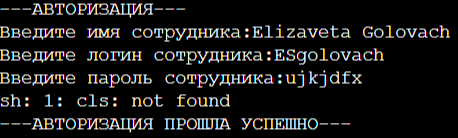 ---АВТОРИЗАЦИЯ---
Введите имя сотрудника:Elizaveta Golovach
Введите логин сотрудника:ESgolovach
Введите пароль сотрудника:ujkjdfx
sh: 1: cls: not found
---АВТОРИЗАЦИЯ ПРОШЛА УСПЕШНО---